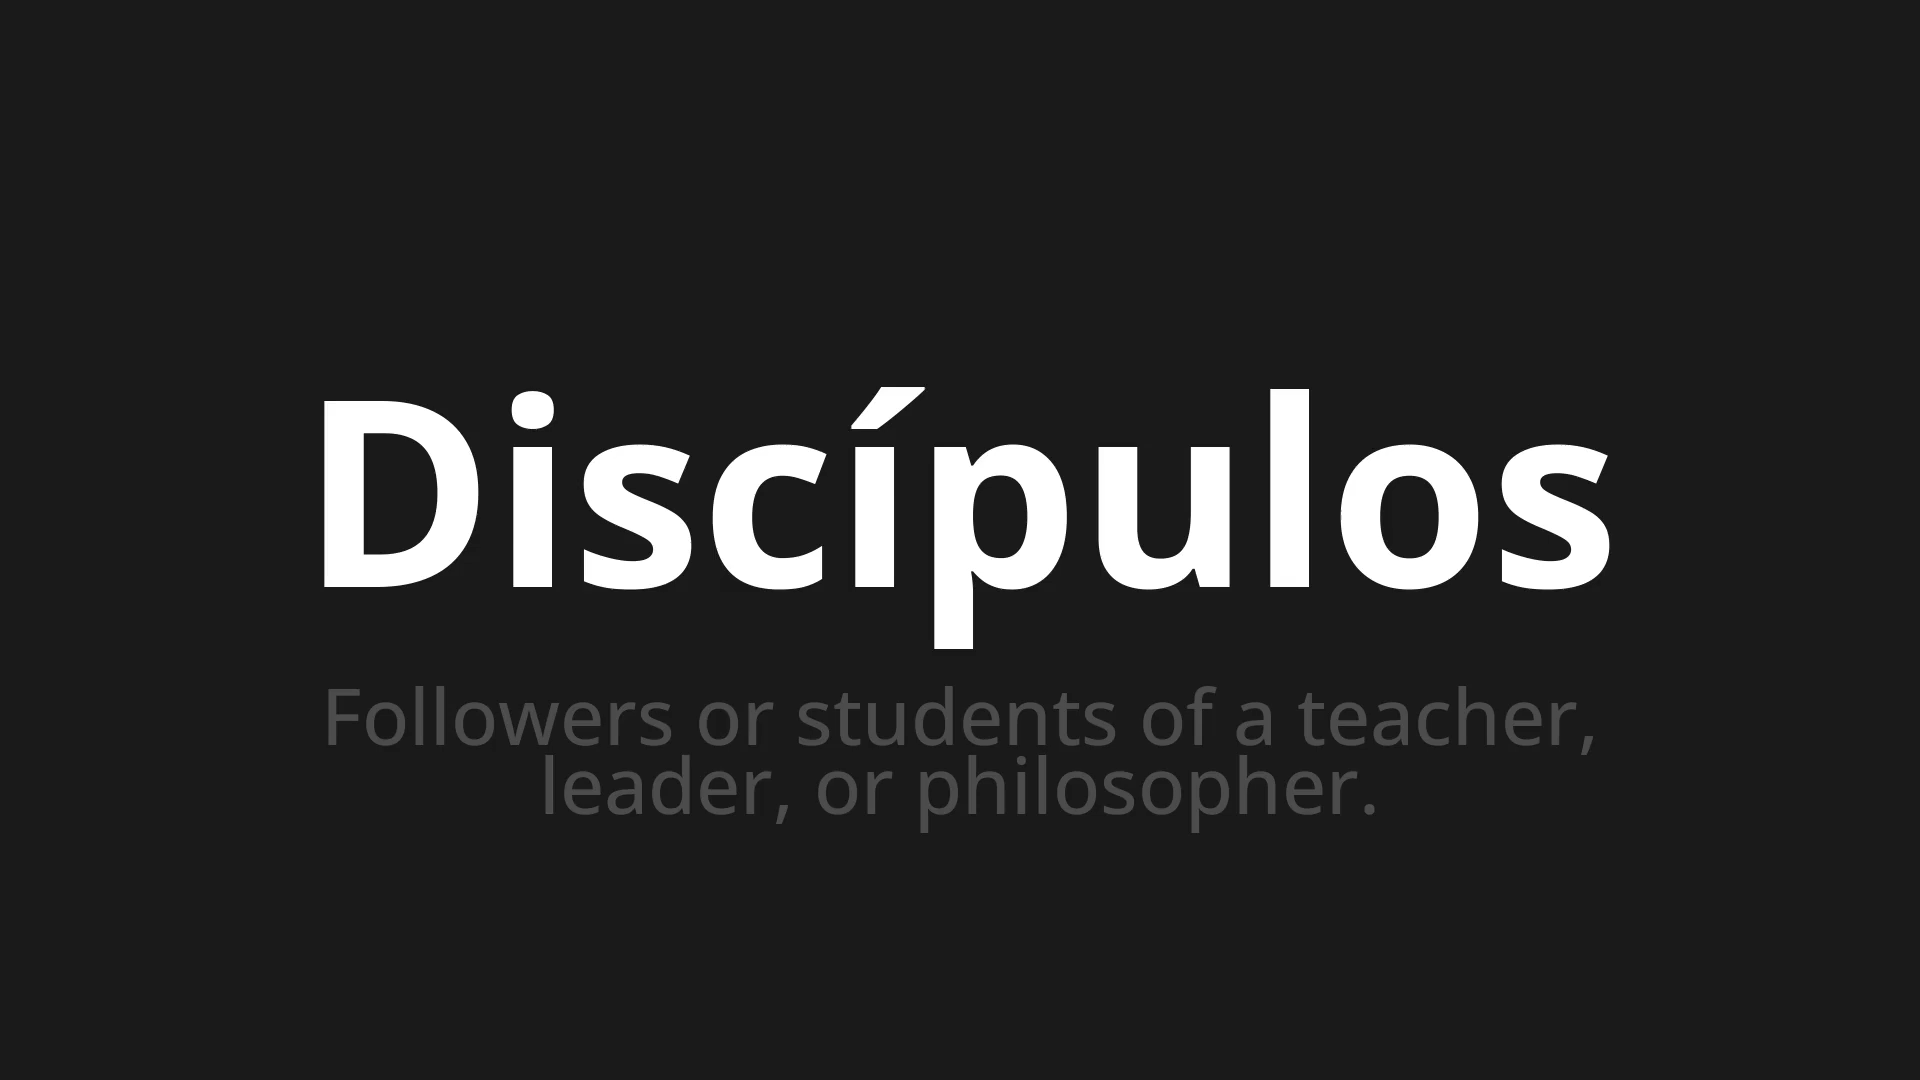 Discípulos
Followers or students of a teacher,
leader, or philosopher.